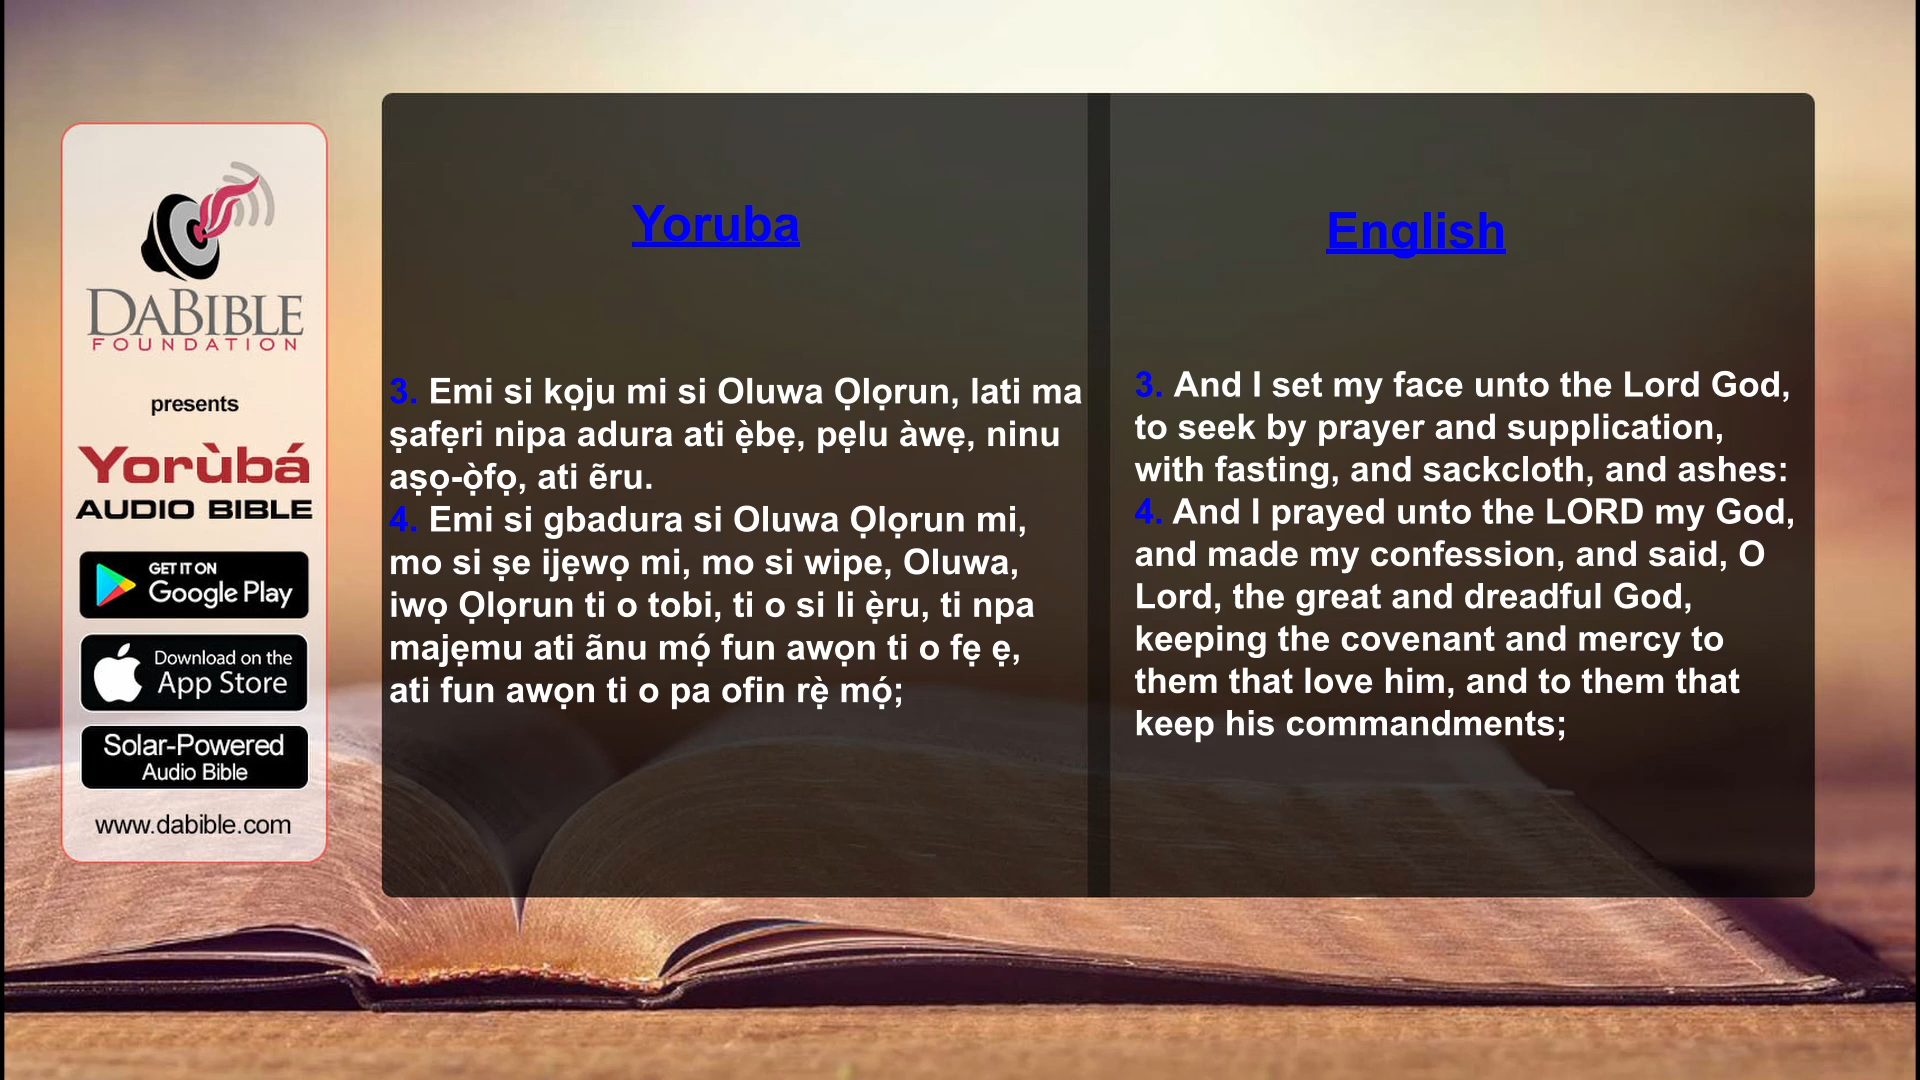 DABIBLE
FOUNDATION
presents
Yorùbá
AUDIO BIBLE
GET IT ON
Google Play
Download on the
App Store
Solar-Powered
Audio Bible
www.dabible.com
Yoruba
3. Emi si kọju mi si Oluwa Ọlọrun, lati ma
ṣafẹri nipa adura ati ẹ̀bẹ, pẹlu àwẹ, ninu
aṣọ-ọ̀fọ, ati ẽru.
4. Emi si gbadura si Oluwa Ọlọrun mi,
mo si ṣe ijẹwọ mi, mo si wipe, Oluwa,
iwọ Ọlọrun ti o tobi, ti o si li ẹ̀ru, ti npa
majẹmu ati ãnu mọ́ fun awọn ti o fẹ ẹ,
ati fun awọn ti o pa ofin rẹ̀ mọ́;
English
3. And I set my face unto the Lord God,
to seek by prayer and supplication,
with fasting, and sackcloth, and ashes:
4. And I prayed unto the LORD my God,
and made my confession, and said, O
Lord, the great and dreadful God,
keeping the covenant and mercy to
them that love him, and to them that
keep his commandments;